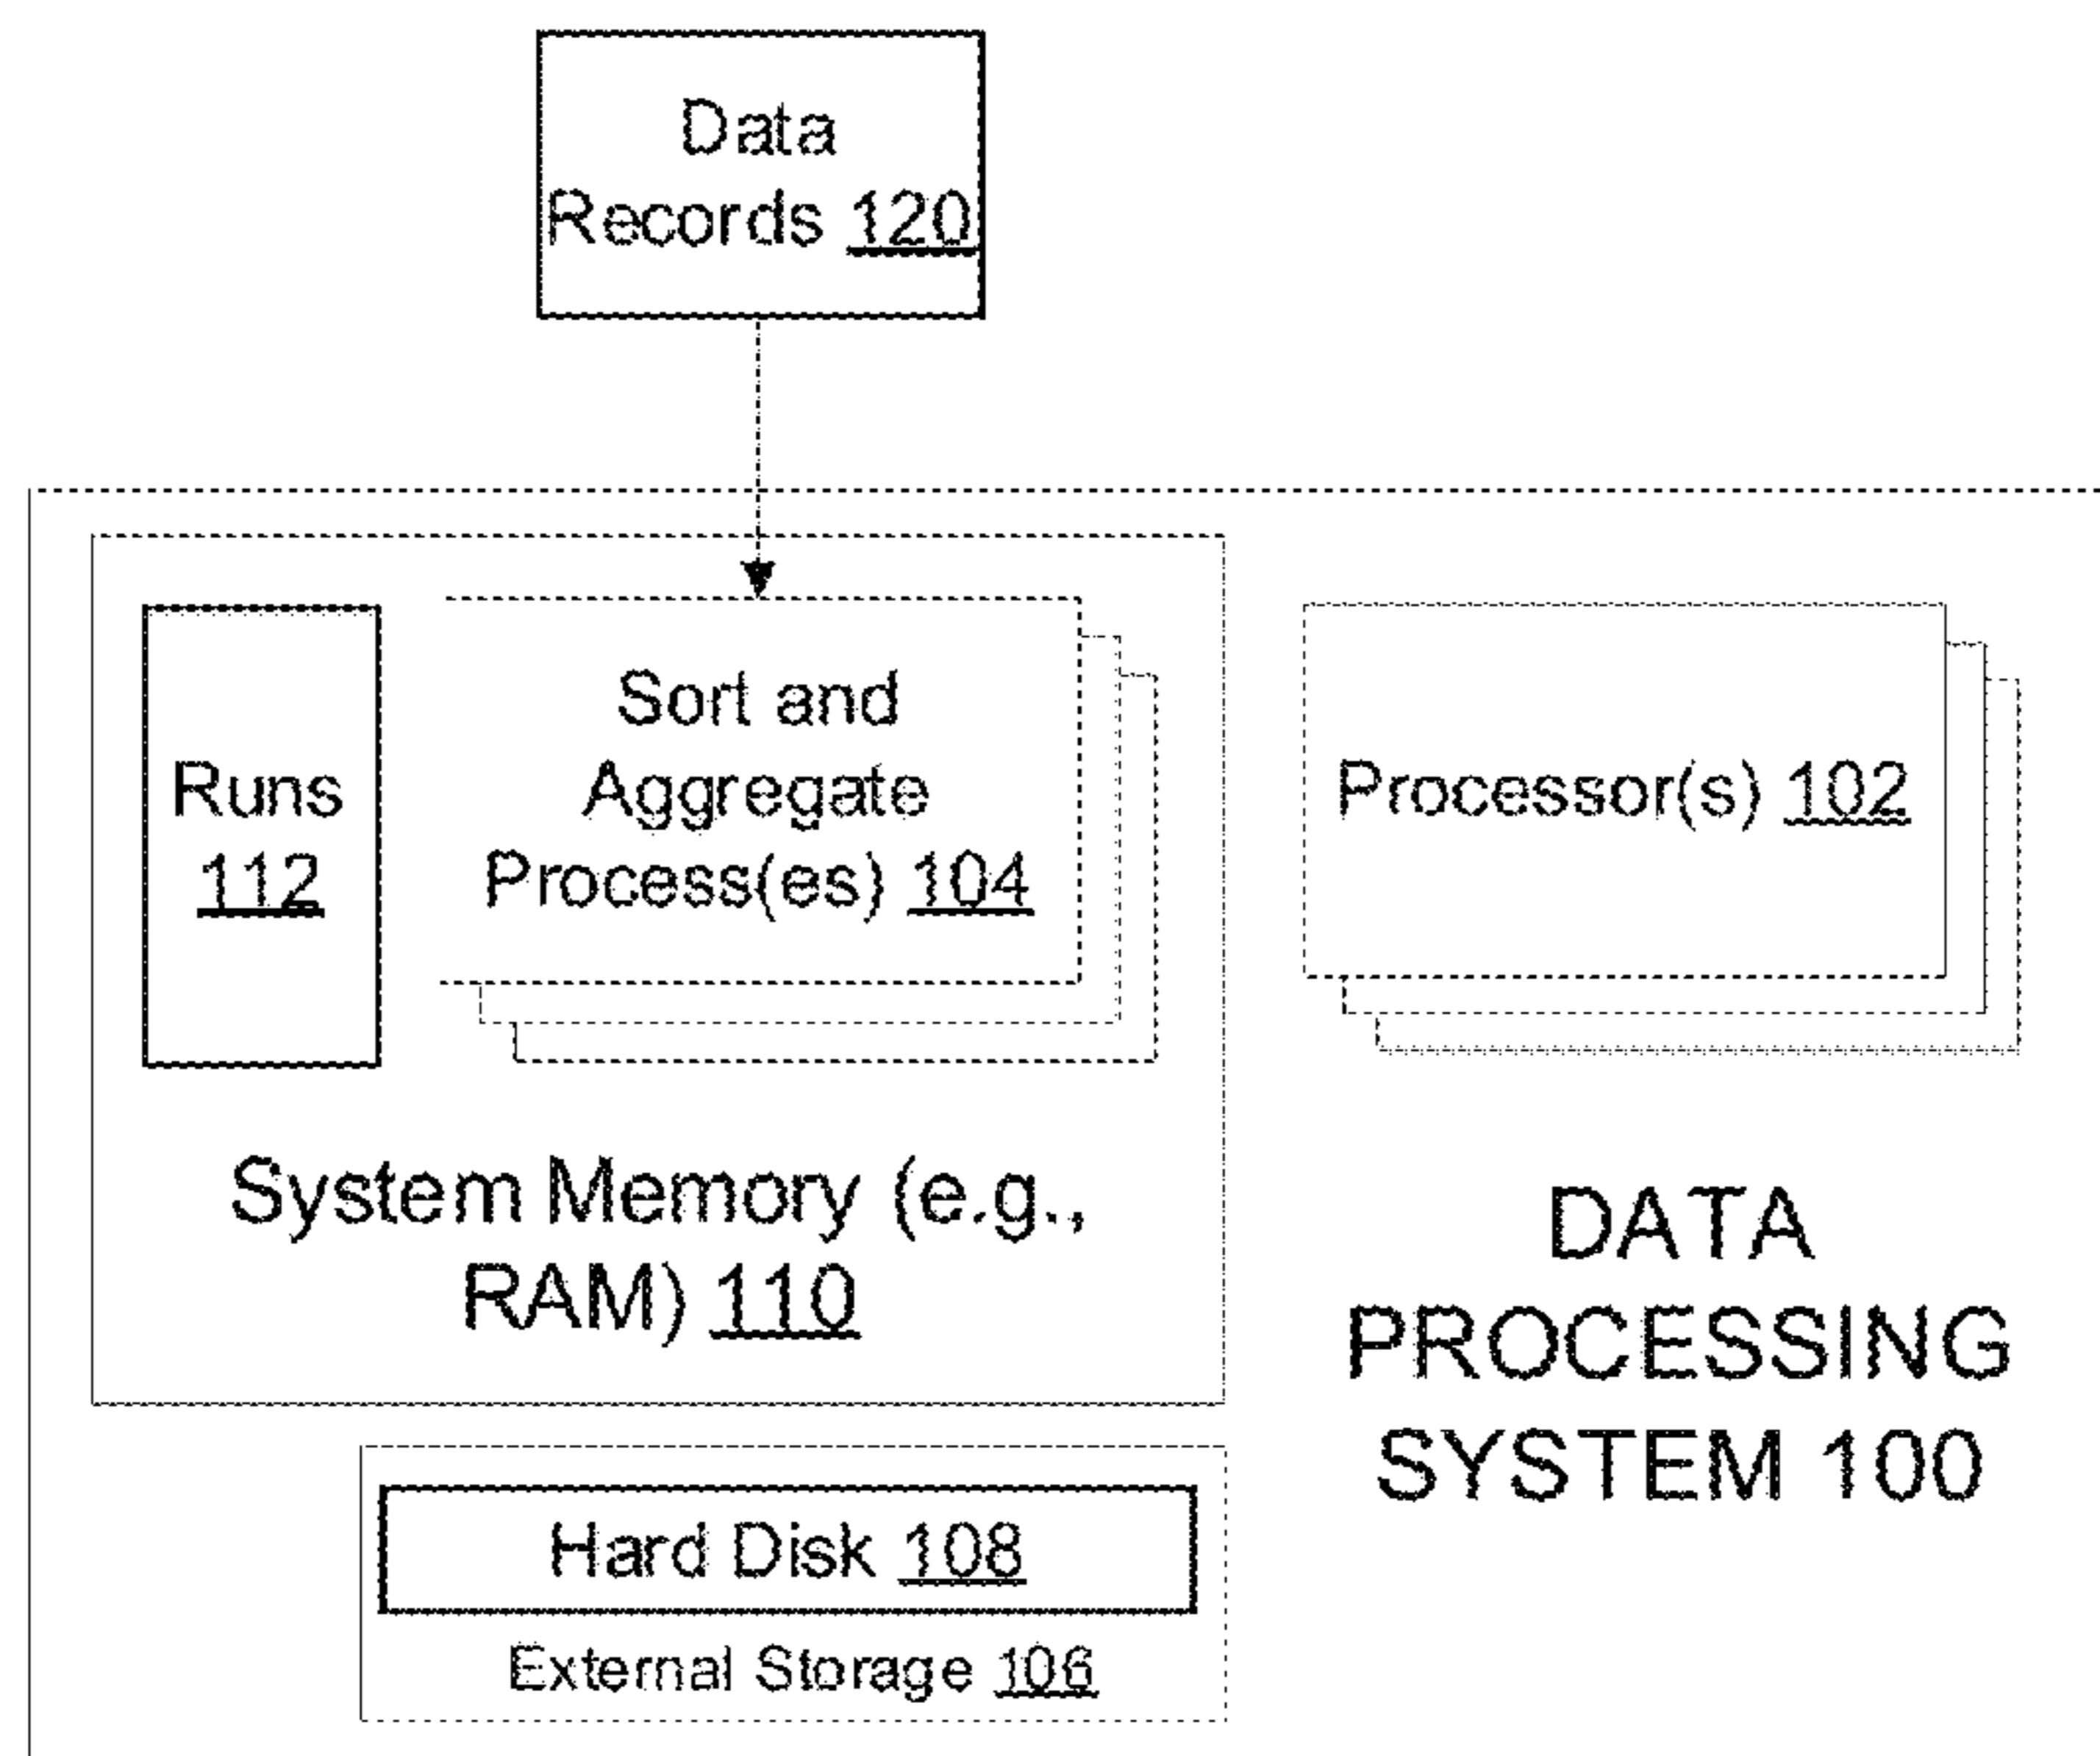 Data
Records 120
Sort and
Aggregate
Process(es) 104
Runs
112
Processor(s) 102
System Memory (e.g.,
RAM) 110
DATA
PROCESSING
SYSTEM 100
Hard Disk 108
External Storage 106